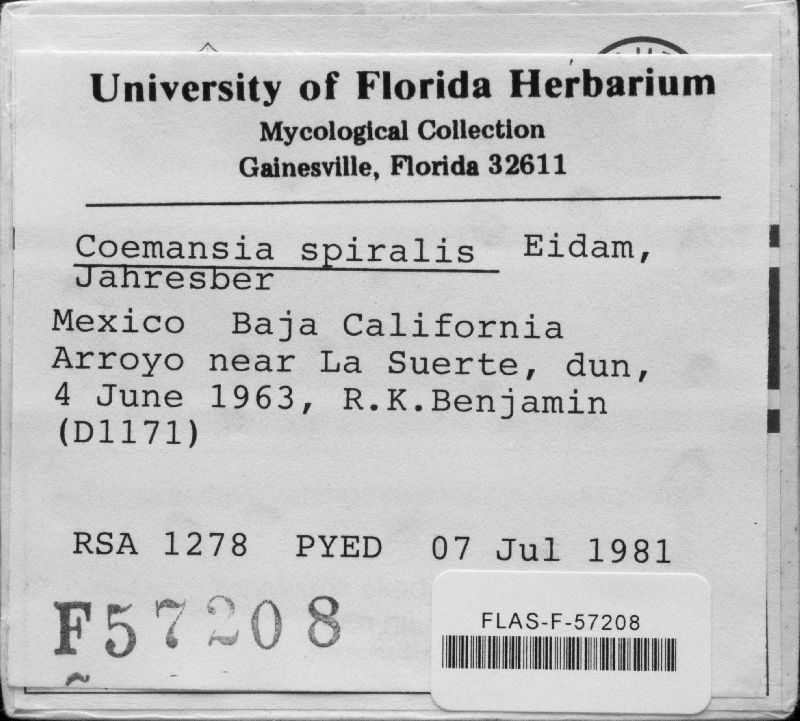 University of Florida Herbarium
Mycological Collection
Gainesville, Florida 32611
Coemansia spiralis Eidam,
Jahresber
Mexico Baja California
Arroyo near La Suerte, dun,
4 June 1963, R.K.Benjamin
(D1171)
RSA 1278 PYED 07 Jul 1981
F57208
FLAS-F-57208